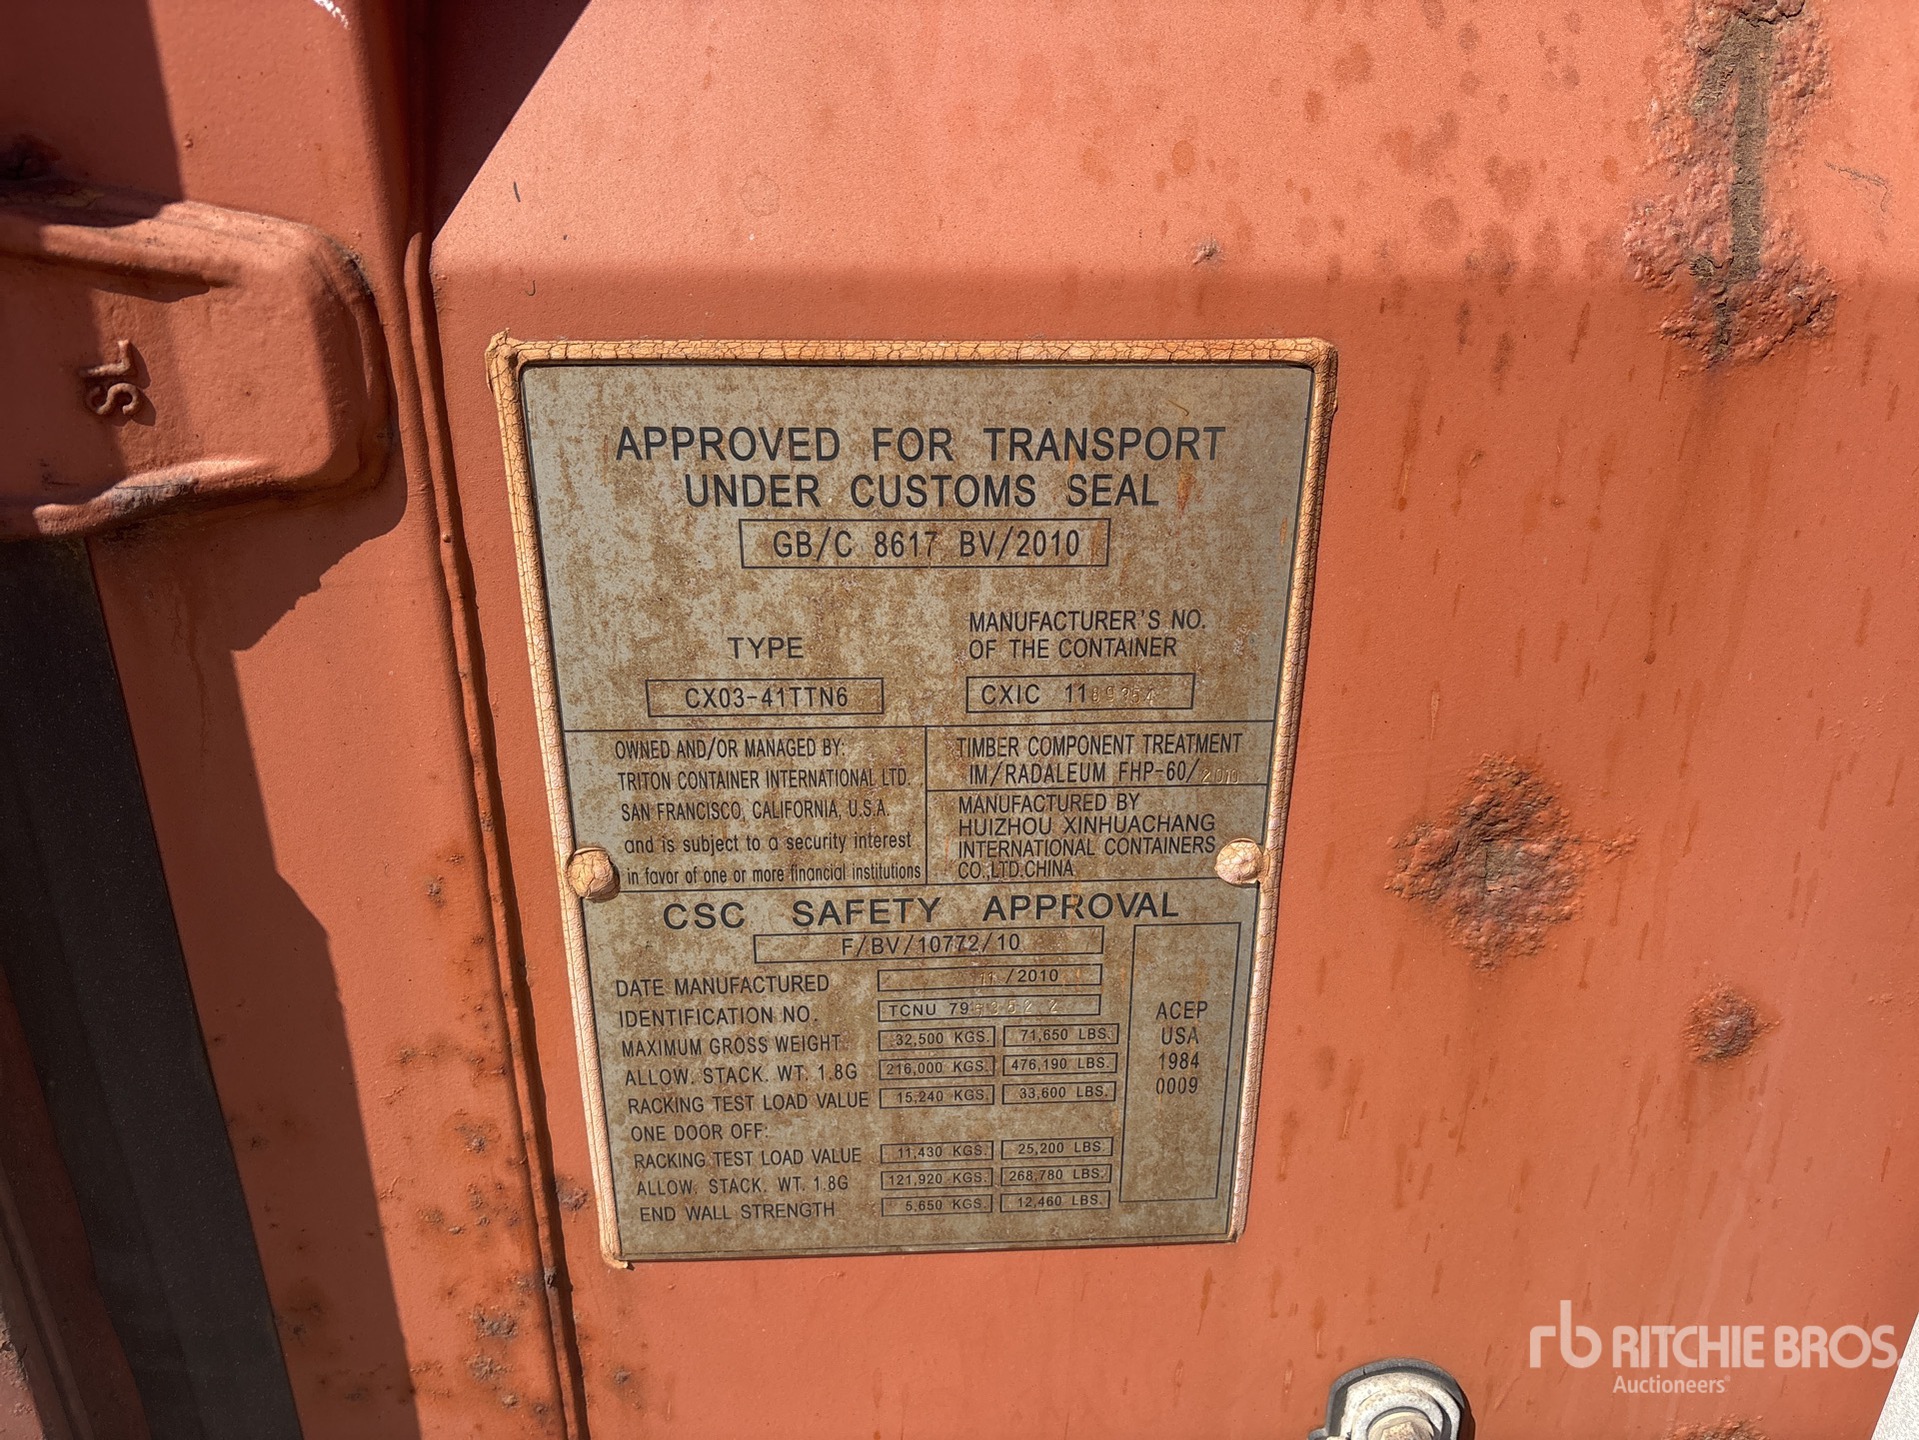 SL
APPROVED FOR TRANSPORT
UNDER CUSTOMS SEAL
GB/C 8617 BV/2010
TYPE
CX03-41TTN6
MANUFACTURER'S NO.
OF THE CONTAINER
CXIC 11
OWNED AND/OR MANAGED BY:
TRITON CONTAINER INTERNATIONAL LTD.
SAN FRANCISCO, CALIFORNIA, U.S.A.
and is subject to a security interest
in favor of one or more financial institutions
TIMBER COMPONENT TREATMENT
IM/RADALEUM FHP-60/2010
MANUFACTURED BY
HUIZHOU XINHUACHANG
INTERNATIONAL CONTAINERS
CO.,LTD.CHINA
CSC SAFETY APPROVAL
F/BV/10772/10
DATE MANUFACTURED 11/2010
IDENTIFICATION NO. TCNU 79
MAXIMUM GROSS WEIGHT 32,500 KGS. 71,650 LBS.
ALLOW. STACK. WT. 1.8G 216,000 KGS. 476,190 LBS.
RACKING TEST LOAD VALUE 15,240 KGS. 33,600 LBS.
ONE DOOR OFF:
RACKING TEST LOAD VALUE 11,430 KGS. 25,200 LBS.
ALLOW. STACK. WT. 1.8G 121,920 KGS. 268,780 LBS.
END WALL STRENGTH 5,650 KGS. 12,460 LBS.
ACEP
USA
1984
0009
rb RITCHIE BROS.
Auctioneers